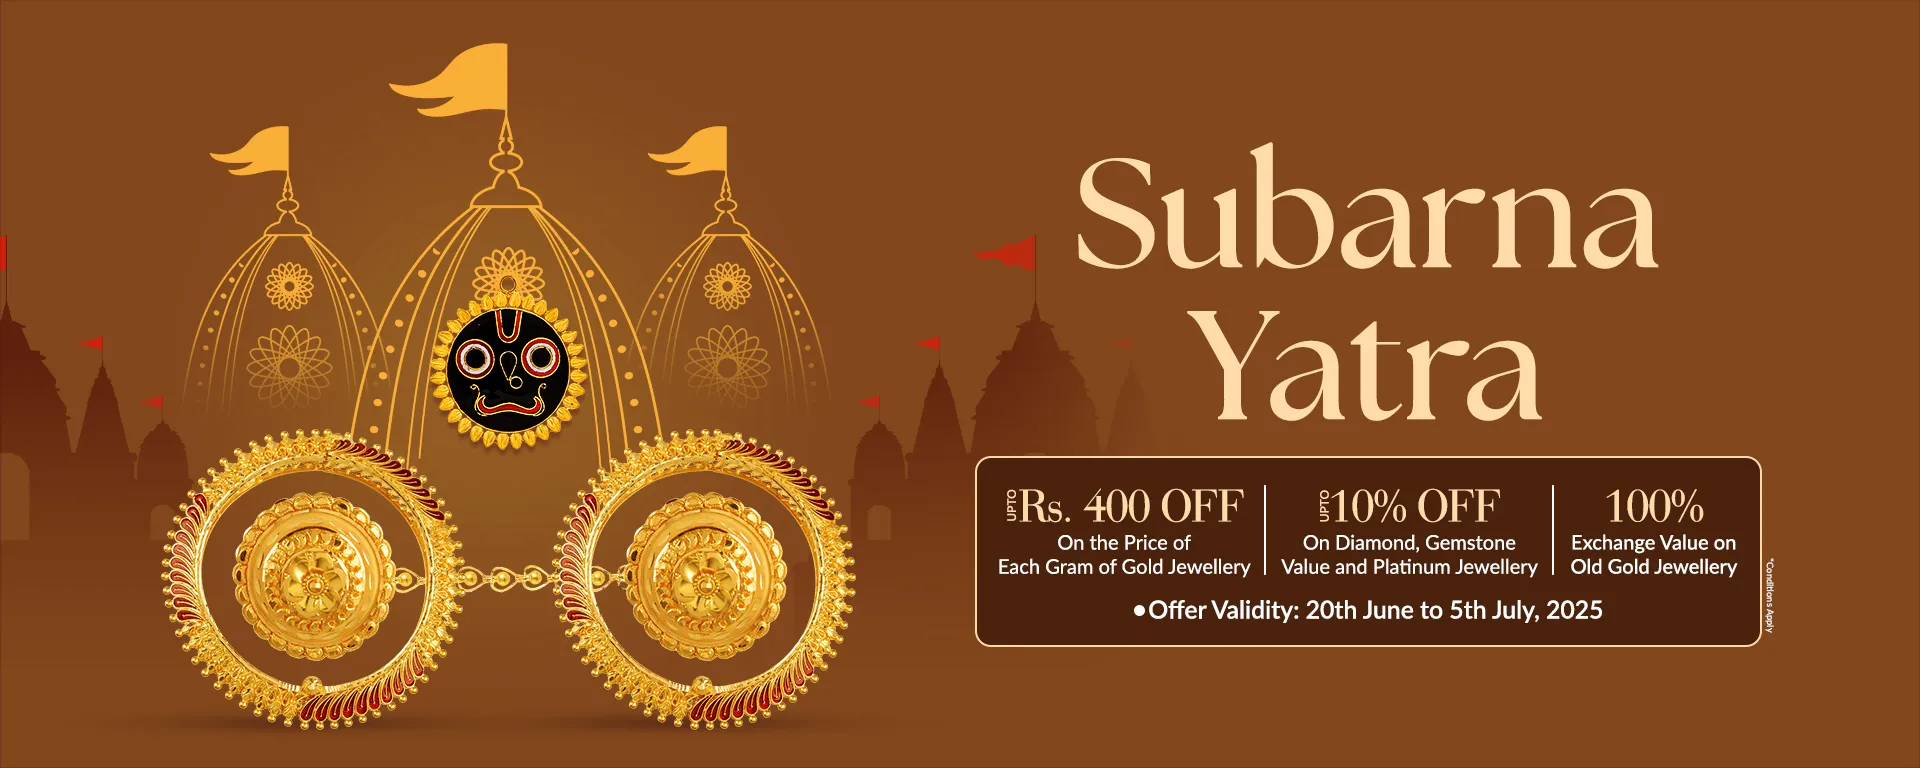 Subarna
Yatra
UPTO Rs. 400 OFF
On the Price of
Each Gram of Gold Jewellery
UPTO 10% OFF
On Diamond, Gemstone
Value and Platinum Jewellery
100%
Exchange Value on
Old Gold Jewellery
•Offer Validity: 20th June to 5th July, 2025
*Conditions Apply